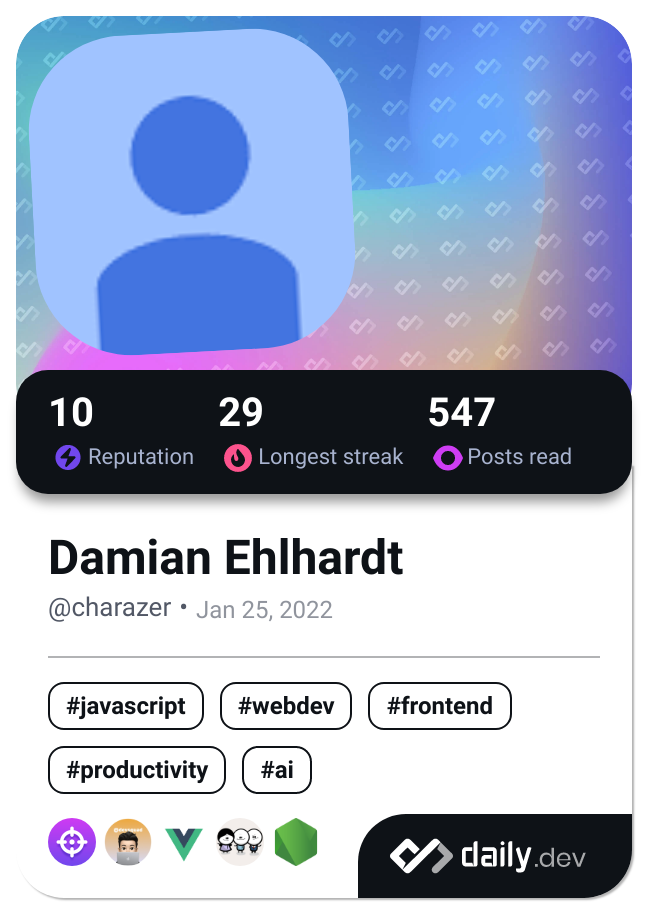 10 29 547
Reputation Longest streak Posts read
Damian Ehlhardt
@charazer • Jan 25, 2022
#javascript #webdev #frontend
#productivity #ai
daily.dev